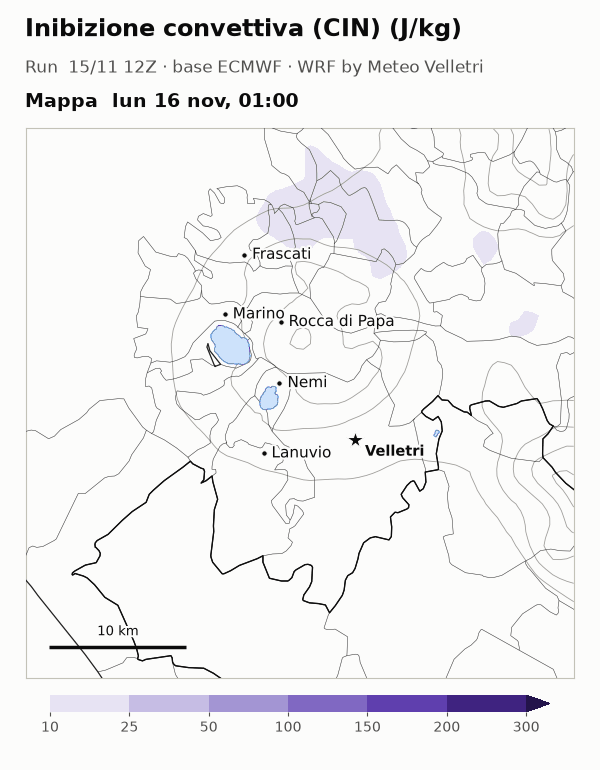 Inibizione convettiva (CIN) (J/kg)
Run  15/11 12Z · base ECMWF · WRF by Meteo Velletri
Mappa  lun 16 nov, 01:00
Frascati
Marino
Rocca di Papa
Nemi
Velletri
Lanuvio
10 km
10 25 50 100 150 200 300